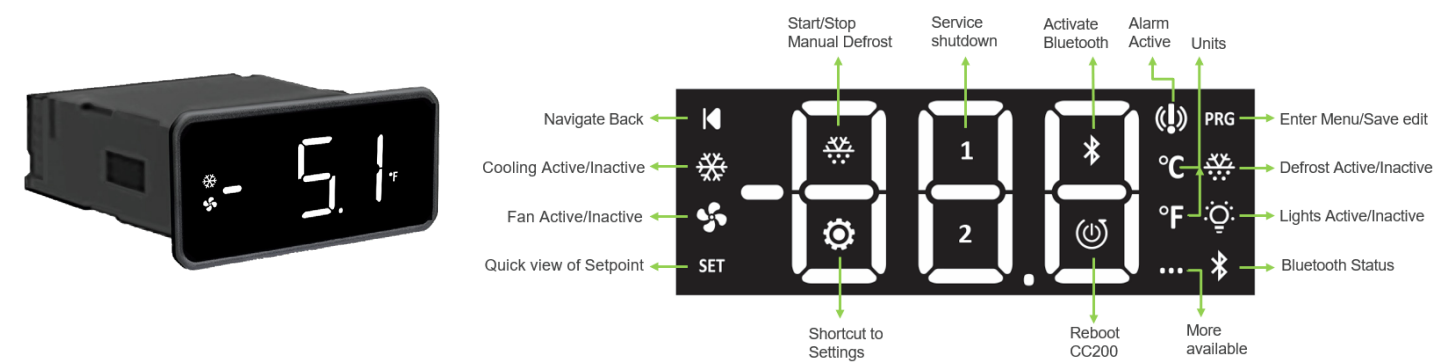 -5.1 °F
Start/Stop
Manual Defrost
Service
shutdown
Activate
Bluetooth
Alarm
Active
Units
Navigate Back
Cooling Active/Inactive
Fan Active/Inactive
Quick view of Setpoint
SET
1
2
°C
°F
PRG
...
Enter Menu/Save edit
Defrost Active/Inactive
Lights Active/Inactive
Bluetooth Status
Shortcut to
Settings
Reboot
CC200
More
available